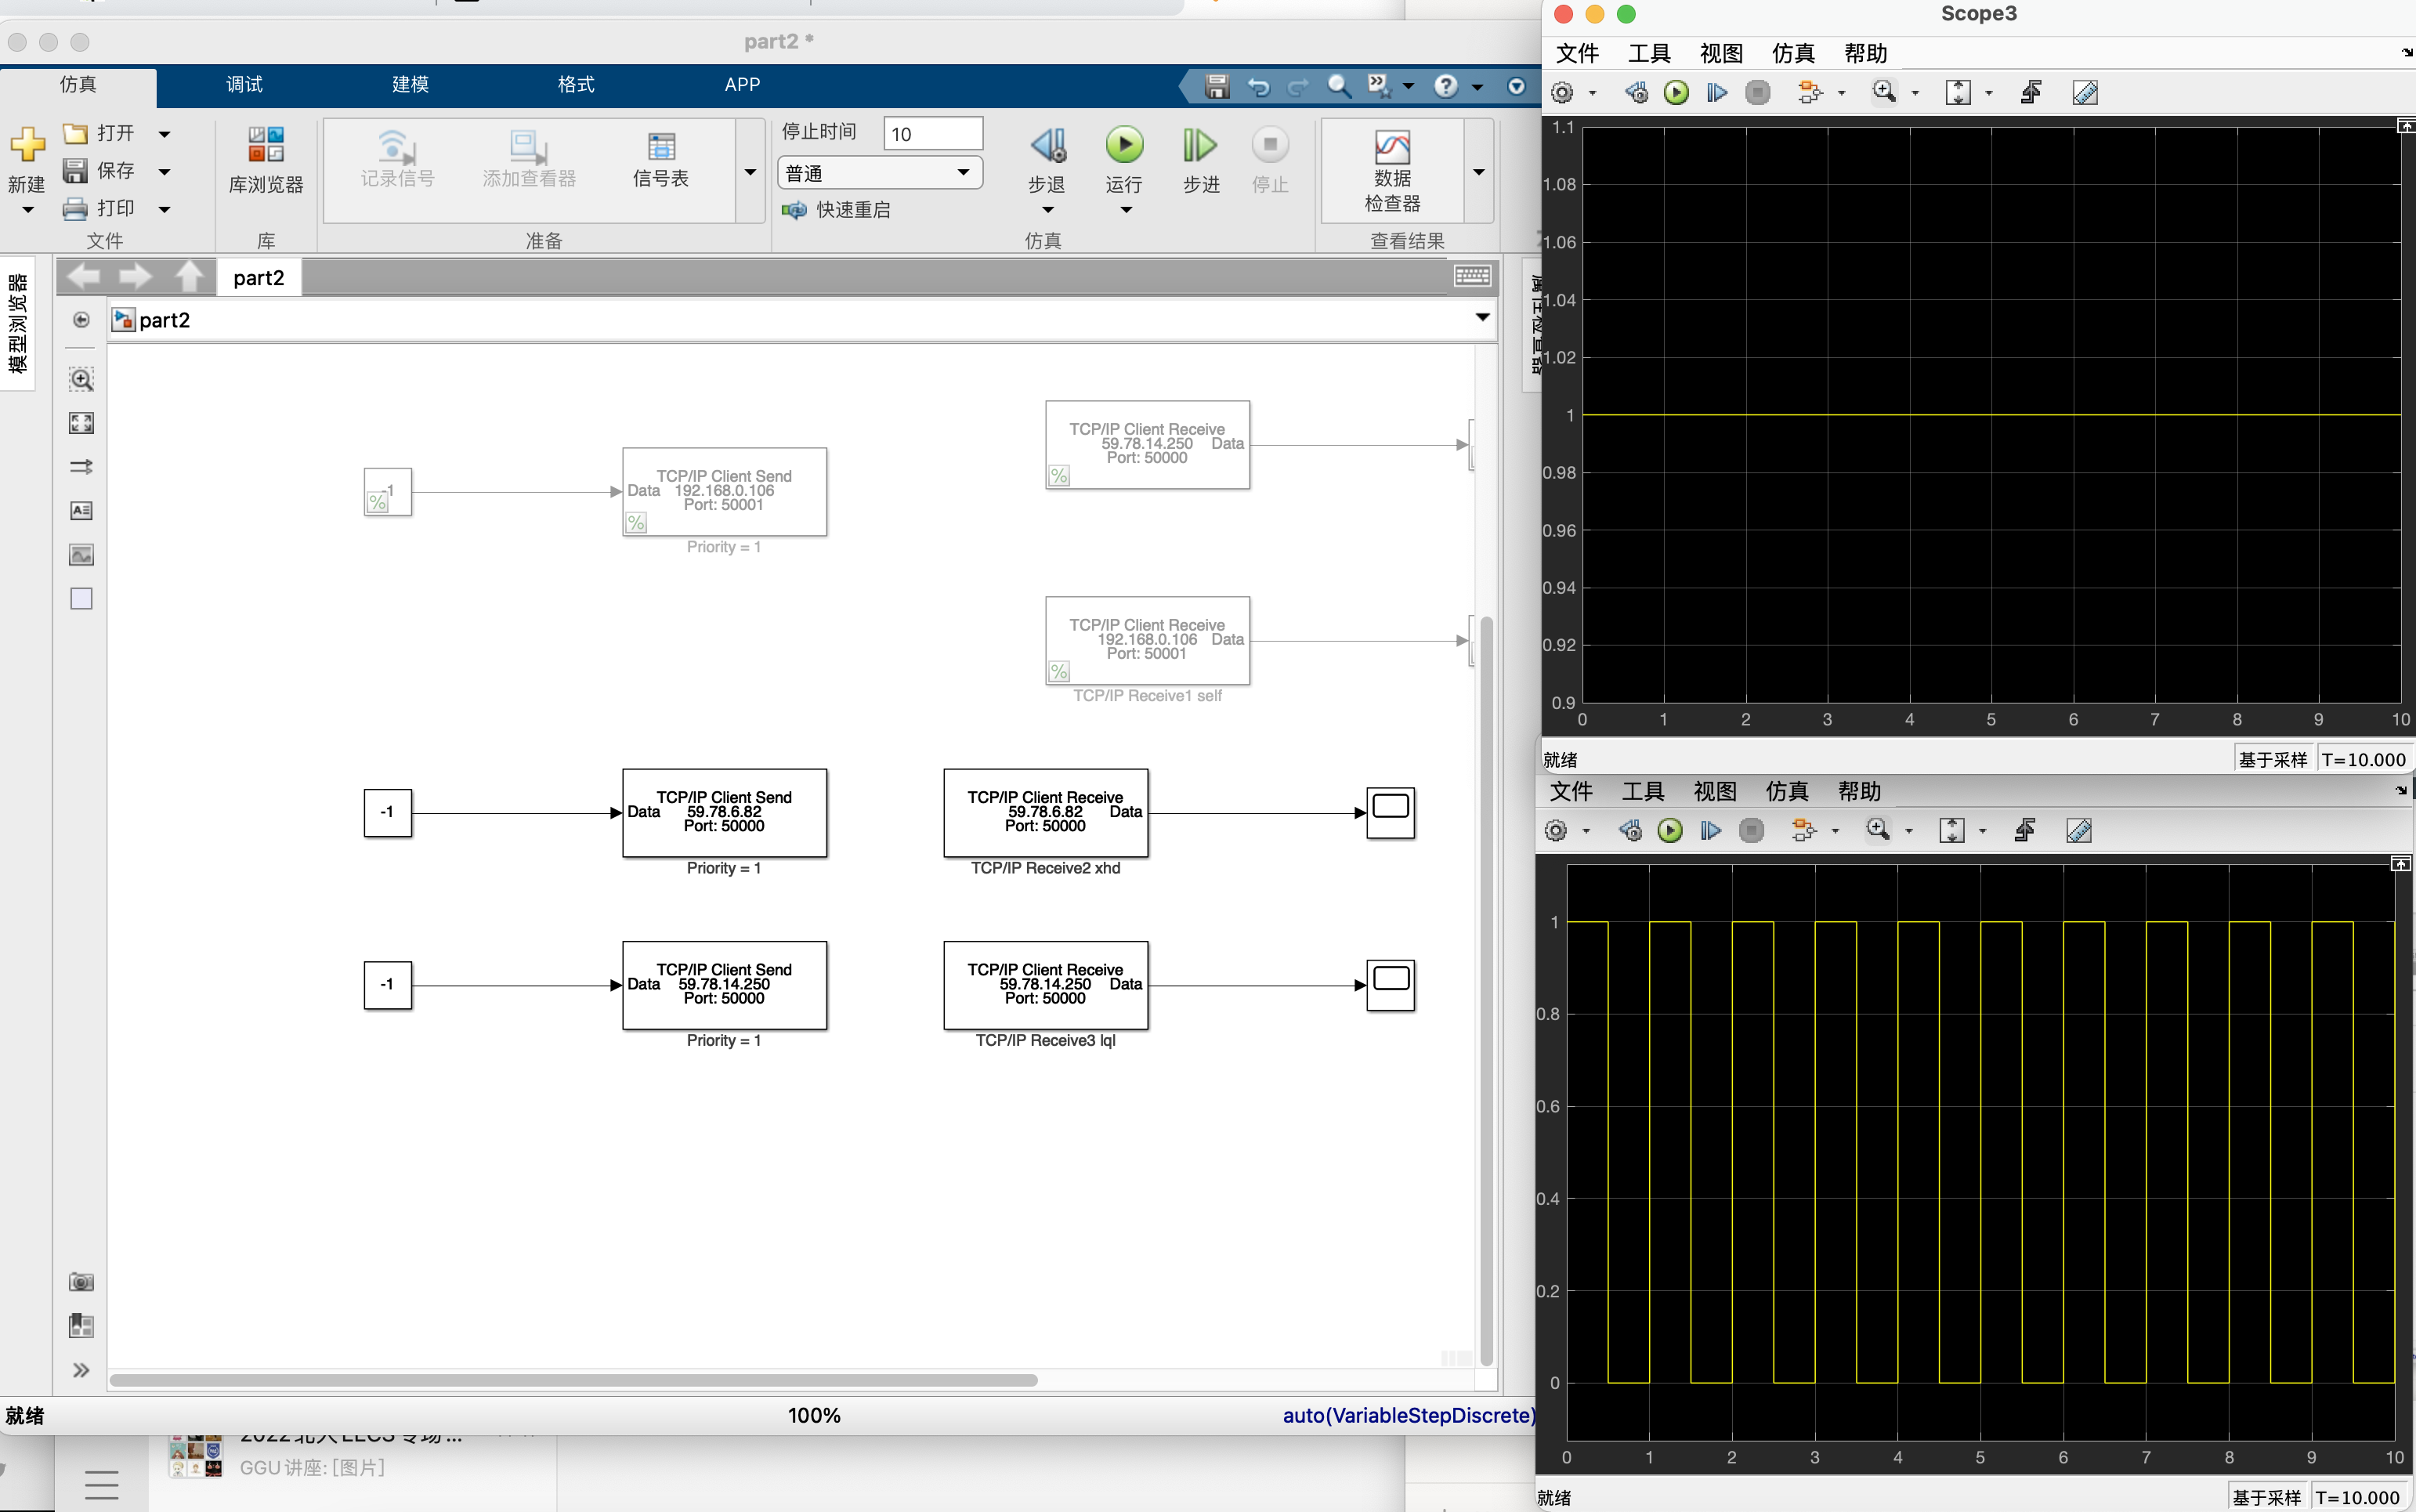 part2 *
仿真
调试
建模
格式
APP
新建
打开
保存
打印
文件
库浏览器
库
记录信号
添加查看器
信号表
准备
停止时间
10
普通
快速重启
步退
运行
步进
停止
仿真
数据
检查器
查看结果
模型浏览器
part2
part2
-1
TCP/IP Client Send
Data 192.168.0.106
Port: 50001
Priority = 1
TCP/IP Client Receive
59.78.14.250 Data
Port: 50000
TCP/IP Client Receive
192.168.0.106 Data
Port: 50001
TCP/IP Receive1 self
-1
TCP/IP Client Send
Data 59.78.6.82
Port: 50000
Priority = 1
TCP/IP Client Receive
59.78.6.82 Data
Port: 50000
TCP/IP Receive2 xhd
-1
TCP/IP Client Send
Data 59.78.14.250
Port: 50000
Priority = 1
TCP/IP Client Receive
59.78.14.250 Data
Port: 50000
TCP/IP Receive3 lql
就绪
100%
auto(VariableStepDiscrete)
GGU 讲座: [图片]
Scope3
文件 工具 视图 仿真 帮助
1.1
1.08
1.06
1.04
1.02
1
0.98
0.96
0.94
0.92
0.9
0 1 2 3 4 5 6 7 8 9 10
就绪
基于采样 T=10.000
文件 工具 视图 仿真 帮助
1
0.8
0.6
0.4
0.2
0
0 1 2 3 4 5 6 7 8 9 10
就绪
基于采样 T=10.000